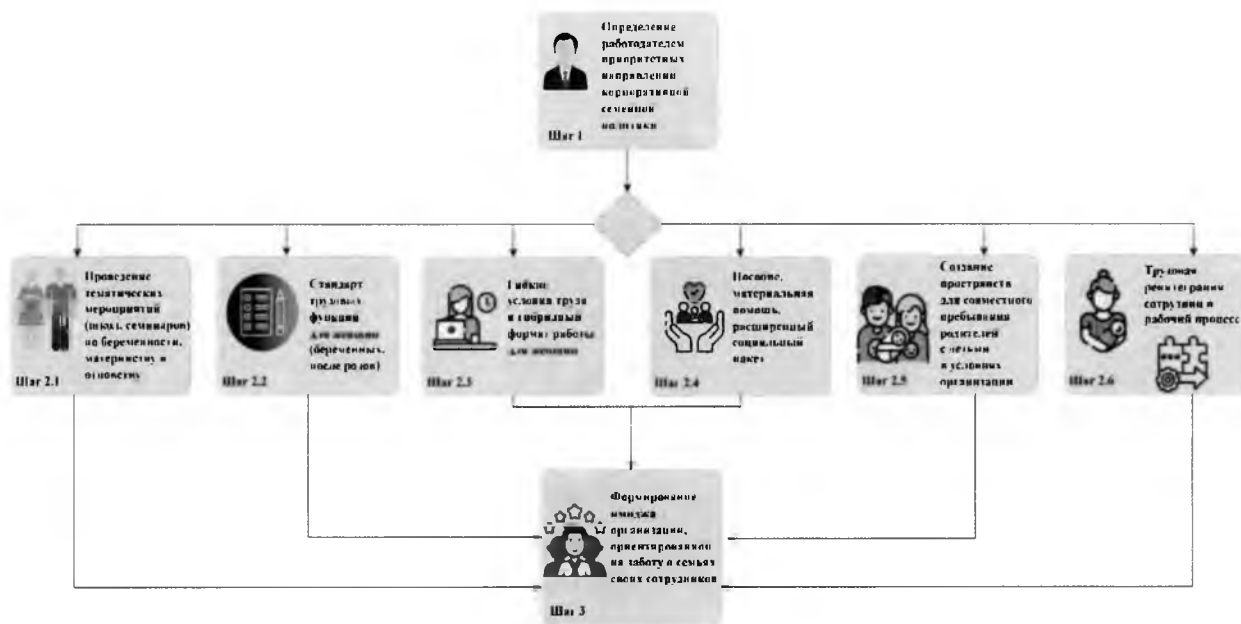 Определение
работодателем
приоритетных
направлений
корпоративной
семейной
политики
Шаг 1
Проведение
тематических
мероприятий
(школ, семинаров)
по беременности,
материнству и
отцовству
Шаг 2.1
Стандарт
трудовых
функций
для женщин
(беременных,
после родов)
Шаг 2.2
Гибкие
условия труда
и гибридный
формат работы
для женщин
Шаг 2.3
Пособие,
материальная
помощь,
расширенный
социальный
пакет
Шаг 2.4
Создание
пространств
для совместного
пребывания
родителей
с детьми
в условиях
организации
Шаг 2.5
Трудовая
реинтеграция
сотрудниц в
рабочий процесс
Шаг 2.6
Формирование
имиджа
организации,
ориентированной
на заботу о семьях
своих сотрудников
Шаг 3